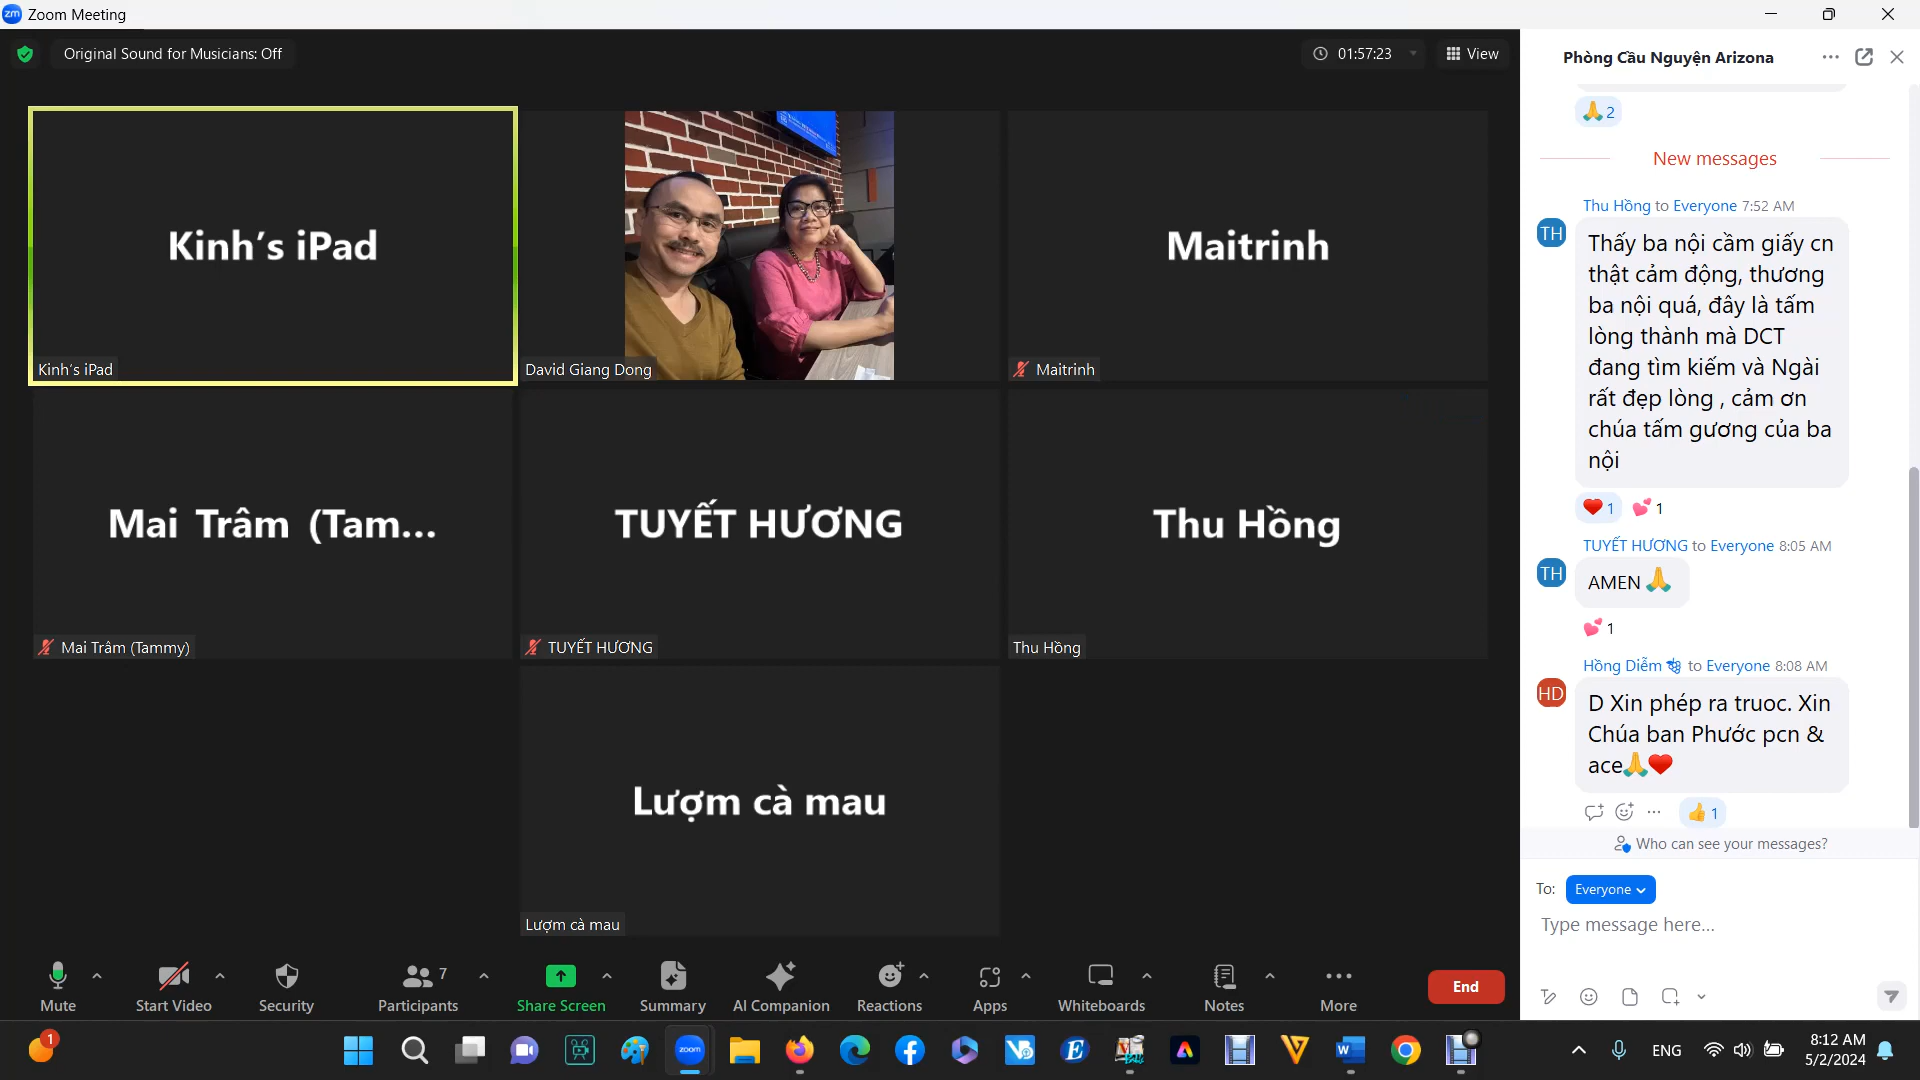 Zoom Meeting
Original Sound for Musicians: Off
01:57:23
View
Kinh's iPad
Kinh's iPad
David Giang Dong
Maitrinh
Maitrinh
Mai Trâm (Tam...
Mai Trâm (Tammy)
TUYẾT HƯƠNG
TUYẾT HƯƠNG
Thu Hồng
Thu Hồng
Lượm cà mau
Lượm cà mau
Phòng Cầu Nguyện Arizona
🙏 2
New messages
Thu Hồng to Everyone 7:52 AM
TH
Thấy ba nội cầm giấy cn
thật cảm động, thương
ba nội quá, đây là tấm
lòng thành mà DCT
đang tìm kiếm và Ngài
rất đẹp lòng , cảm ơn
chúa tấm gương của ba
nội
❤️ 1 💕 1
TUYẾT HƯƠNG to Everyone 8:05 AM
TH
AMEN 🙏
💕 1
Hồng Diễm to Everyone 8:08 AM
HD
D Xin phép ra truoc. Xin
Chúa ban Phước pcn &
ace🙏❤️
👍 1
Who can see your messages?
To: Everyone
Type message here...
Mute
Start Video
Security
7
Participants
Share Screen
Summary
AI Companion
Reactions
Apps
Whiteboards
Notes
More
End
1
zoom
ENG
8:12 AM
5/2/2024